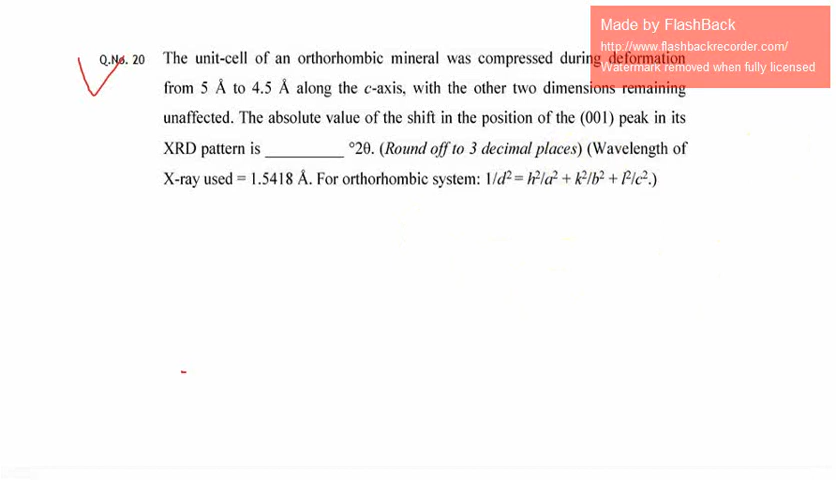 Made by FlashBack
http://www.flashbackrecorder.com/
Watermark removed when fully licensed
Q.No. 20 The unit-cell of an orthorhombic mineral was compressed during deformation
from 5 Å to 4.5 Å along the c-axis, with the other two dimensions remaining
unaffected. The absolute value of the shift in the position of the (001) peak in its
XRD pattern is __________ °2θ. (Round off to 3 decimal places) (Wavelength of
X-ray used = 1.5418 Å. For orthorhombic system: 1/d² = h²/a² + k²/b² + l²/c².)